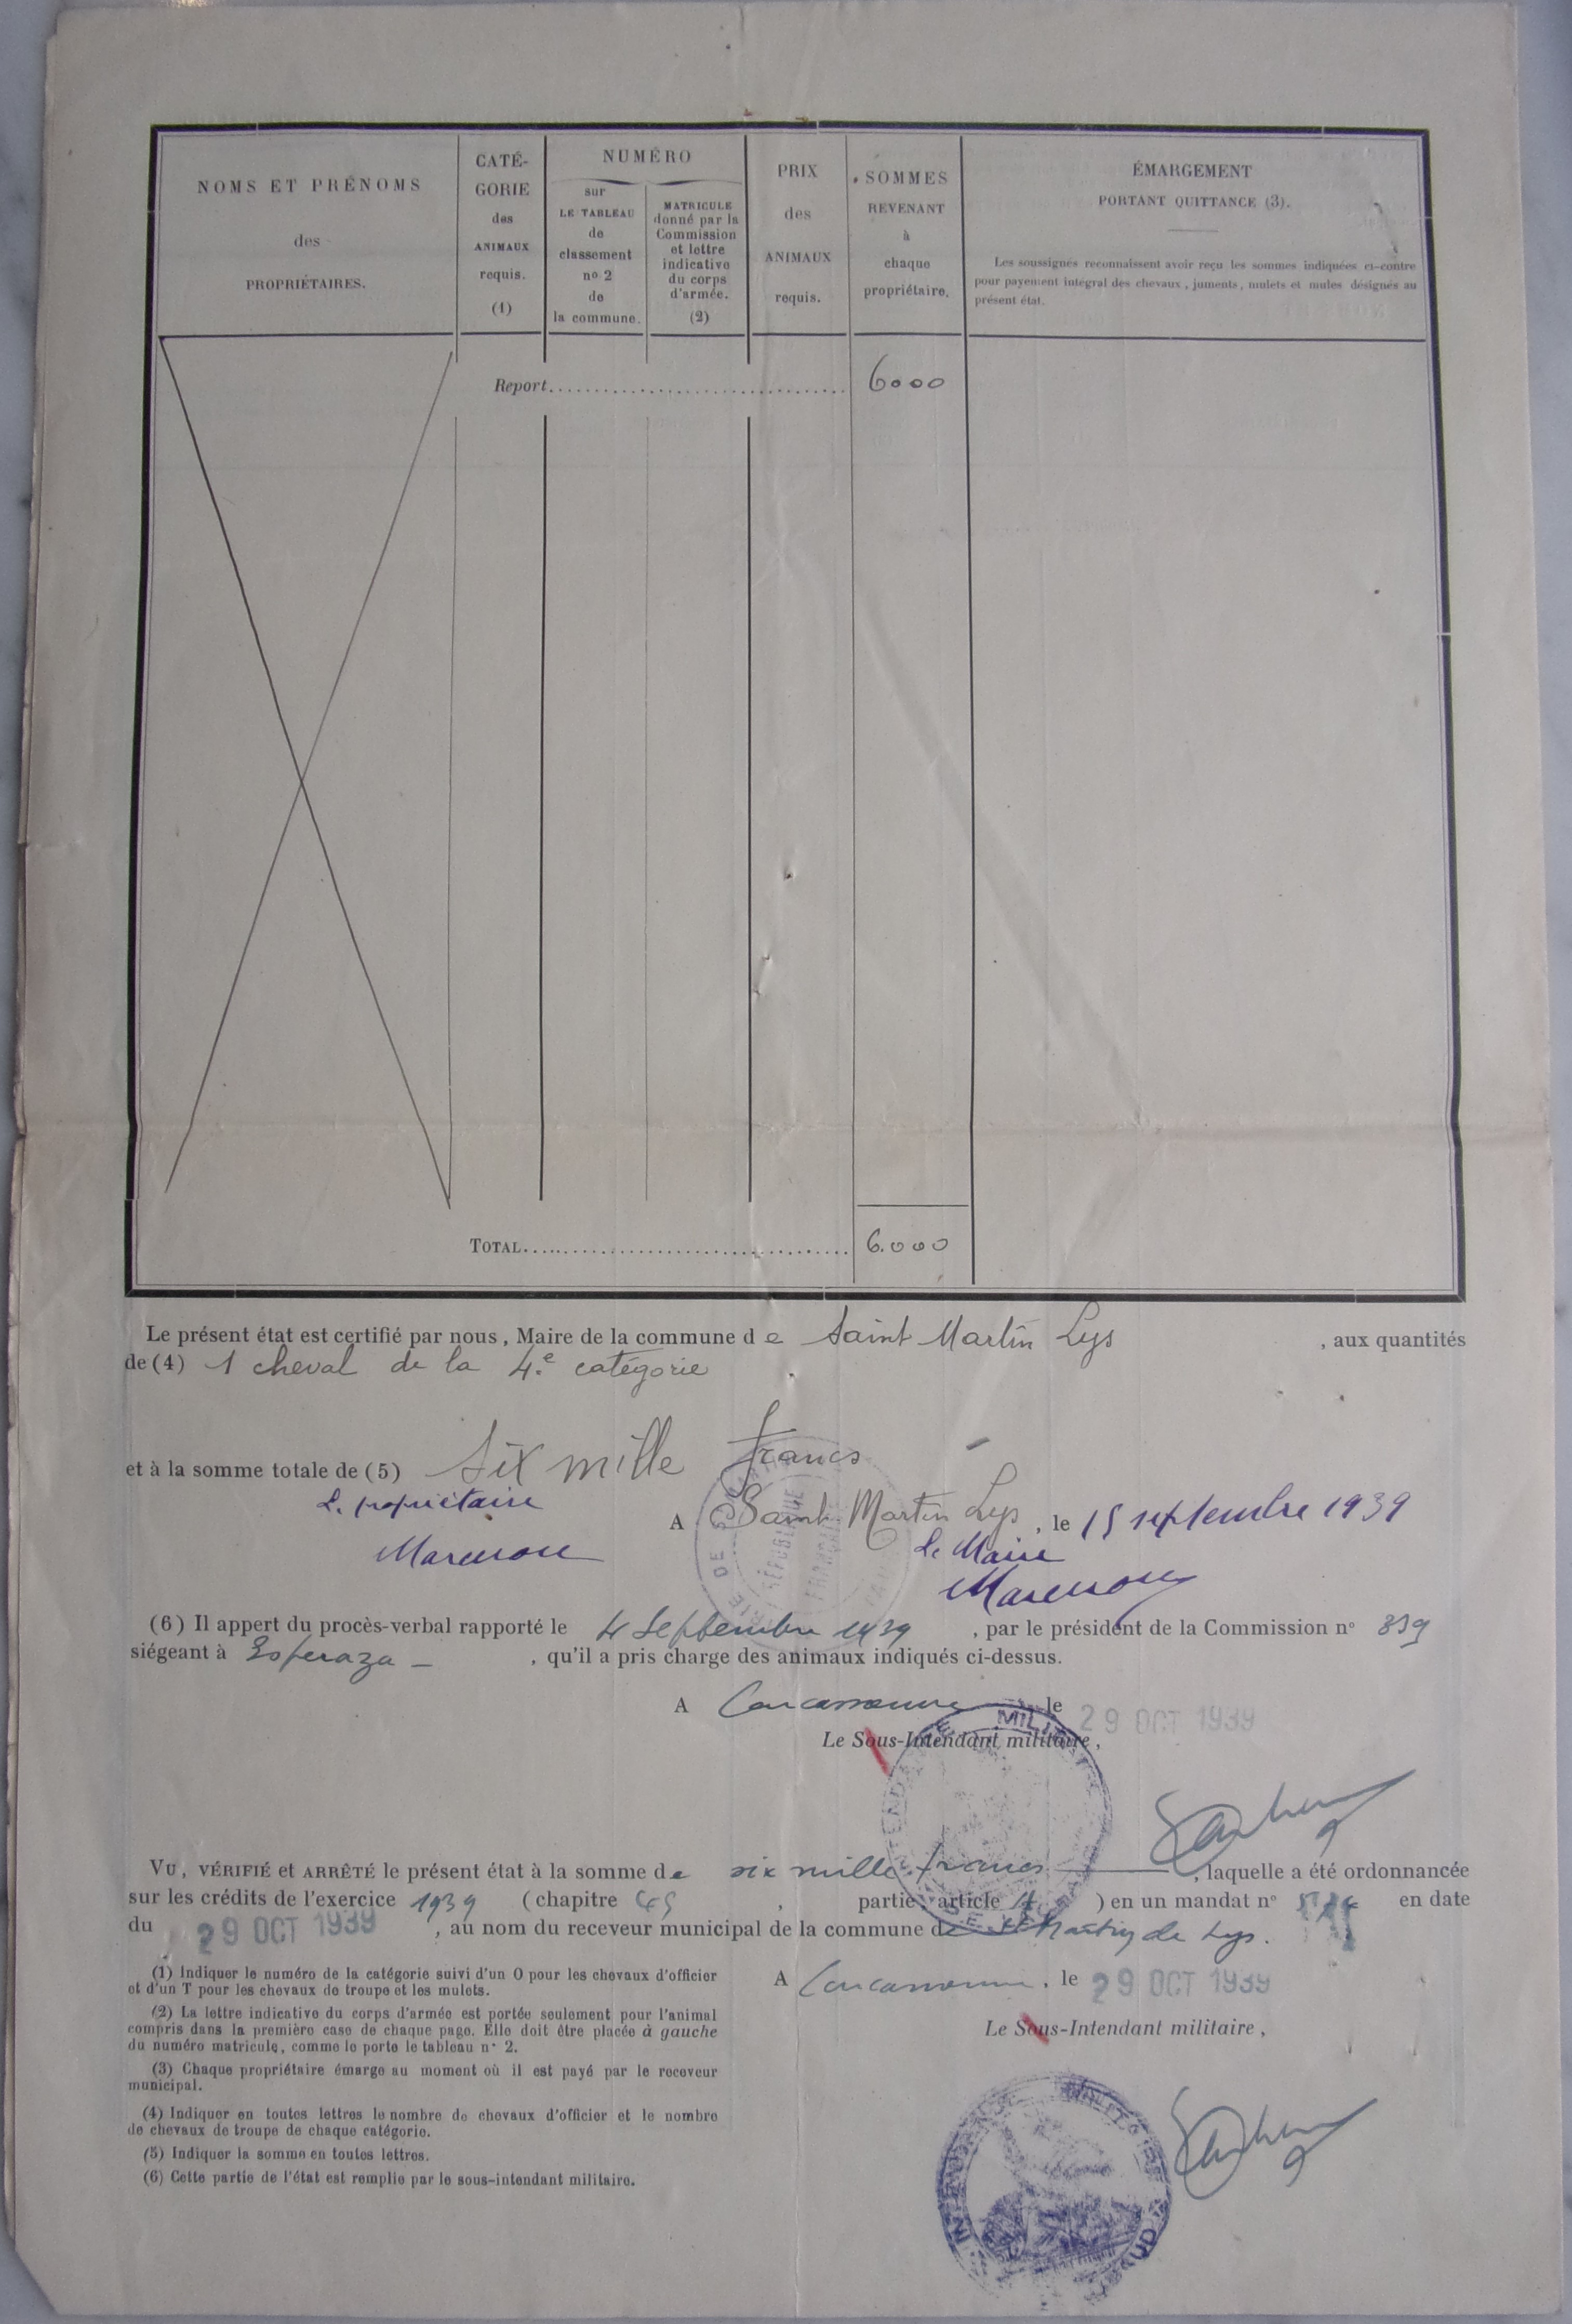 NOMS ET PRÉNOMS
des
PROPRIÉTAIRES.
CATÉ-
GORIE
des
ANIMAUX
requis.
(1)
NUMÉRO
sur
LE TABLEAU
de
classement
nº 2
de
la commune.
MATRICULE
donné par la
Commission
et lettre
indicative
du corps
d'armée.
(2)
PRIX
des
ANIMAUX
requis.
SOMMES
REVENANT
à
chaque
propriétaire.
ÉMARGEMENT
PORTANT QUITTANCE (3).
Les soussignés reconnaissent avoir reçu les sommes indiquées ci-contre
pour payement intégral des chevaux, juments, mulets et mules désignés au
présent état.
Report 6000
TOTAL 6.000
Le présent état est certifié par nous, Maire de la commune de Saint Martin Lys, aux quantités
de (4) 1 cheval de la 4e catégorie
et à la somme totale de (5) Six mille francs
Le propriétaire
A Saint Martin Lys, le 15 septembre 1939
Le Maire
(6) Il appert du procès-verbal rapporté le 4 Septembre 1939, par le président de la Commission nº 839
siégeant à Esperaza, qu'il a pris charge des animaux indiqués ci-dessus.
A Carcassonne le 29 OCT 1939
Le Sous-Intendant militaire,
VU, VÉRIFIÉ et ARRÊTÉ le présent état à la somme de six mille francs, laquelle a été ordonnancée
sur les crédits de l'exercice 1939 (chapitre , partie, article ) en un mandat nº en date
du 29 OCT 1939, au nom du receveur municipal de la commune de St Martin de Lys.
A Carcassonne, le 29 OCT 1939
Le Sous-Intendant militaire,
(1) Indiquer le numéro de la catégorie suivi d'un O pour les chevaux d'officier
et d'un T pour les chevaux de troupe et les mulets.
(2) La lettre indicative du corps d'armée est portée seulement pour l'animal
compris dans la première case de chaque page. Elle doit être placée à gauche
du numéro matricule, comme le porte le tableau nº 2.
(3) Chaque propriétaire émarge au moment où il est payé par le receveur
municipal.
(4) Indiquer en toutes lettres le nombre de chevaux d'officier et le nombre
de chevaux de troupe de chaque catégorie.
(5) Indiquer la somme en toutes lettres.
(6) Cette partie de l'état est remplie par le sous-intendant militaire.